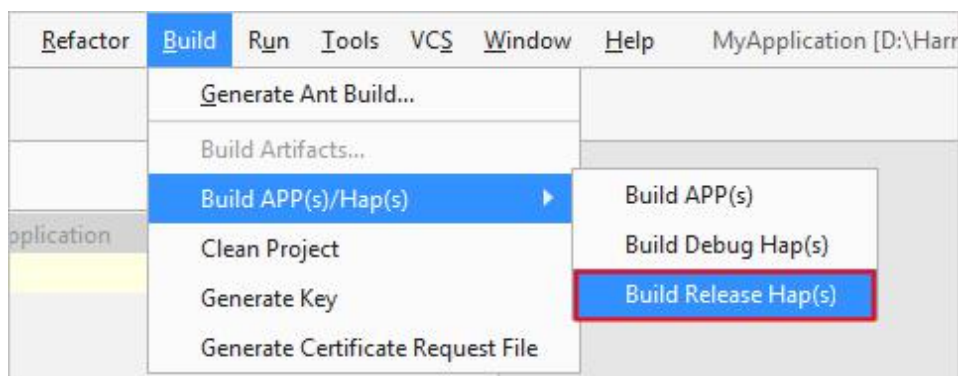 Refactor Build Run Tools VCS Window Help MyApplication [D:\Harr
Generate Ant Build...
Build Artifacts...
Build APP(s)/Hap(s)
Build APP(s)
Build Debug Hap(s)
Build Release Hap(s)
pplication
Clean Project
Generate Key
Generate Certificate Request File